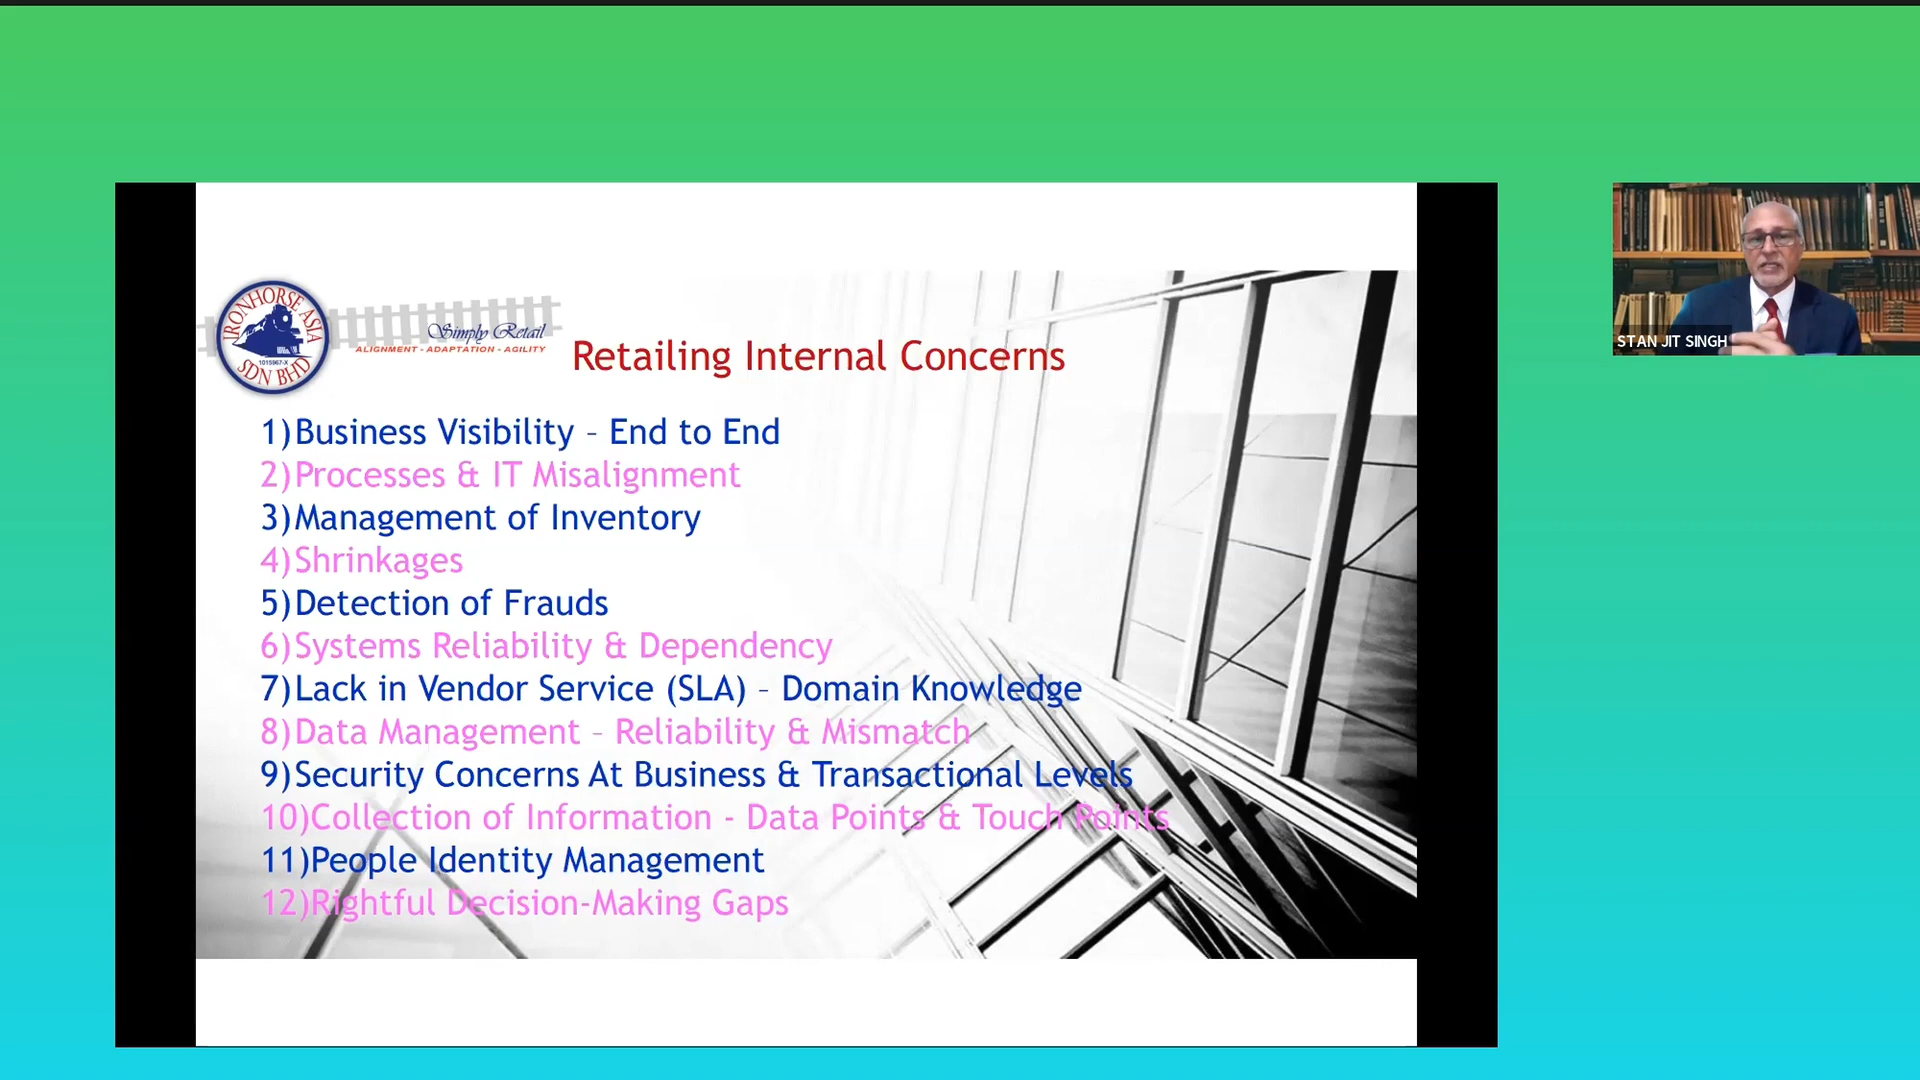 IRONHORSE ASIA
1015967-X
SDN BHD
Simply Retail
ALIGNMENT - ADAPTATION - AGILITY
Retailing Internal Concerns
1)Business Visibility – End to End
2)Processes & IT Misalignment
3)Management of Inventory
4)Shrinkages
5)Detection of Frauds
6)Systems Reliability & Dependency
7)Lack in Vendor Service (SLA) – Domain Knowledge
8)Data Management – Reliability & Mismatch
9)Security Concerns At Business & Transactional Levels
10)Collection of Information - Data Points & Touch Points
11)People Identity Management
12)Rightful Decision-Making Gaps
STAN JIT SINGH